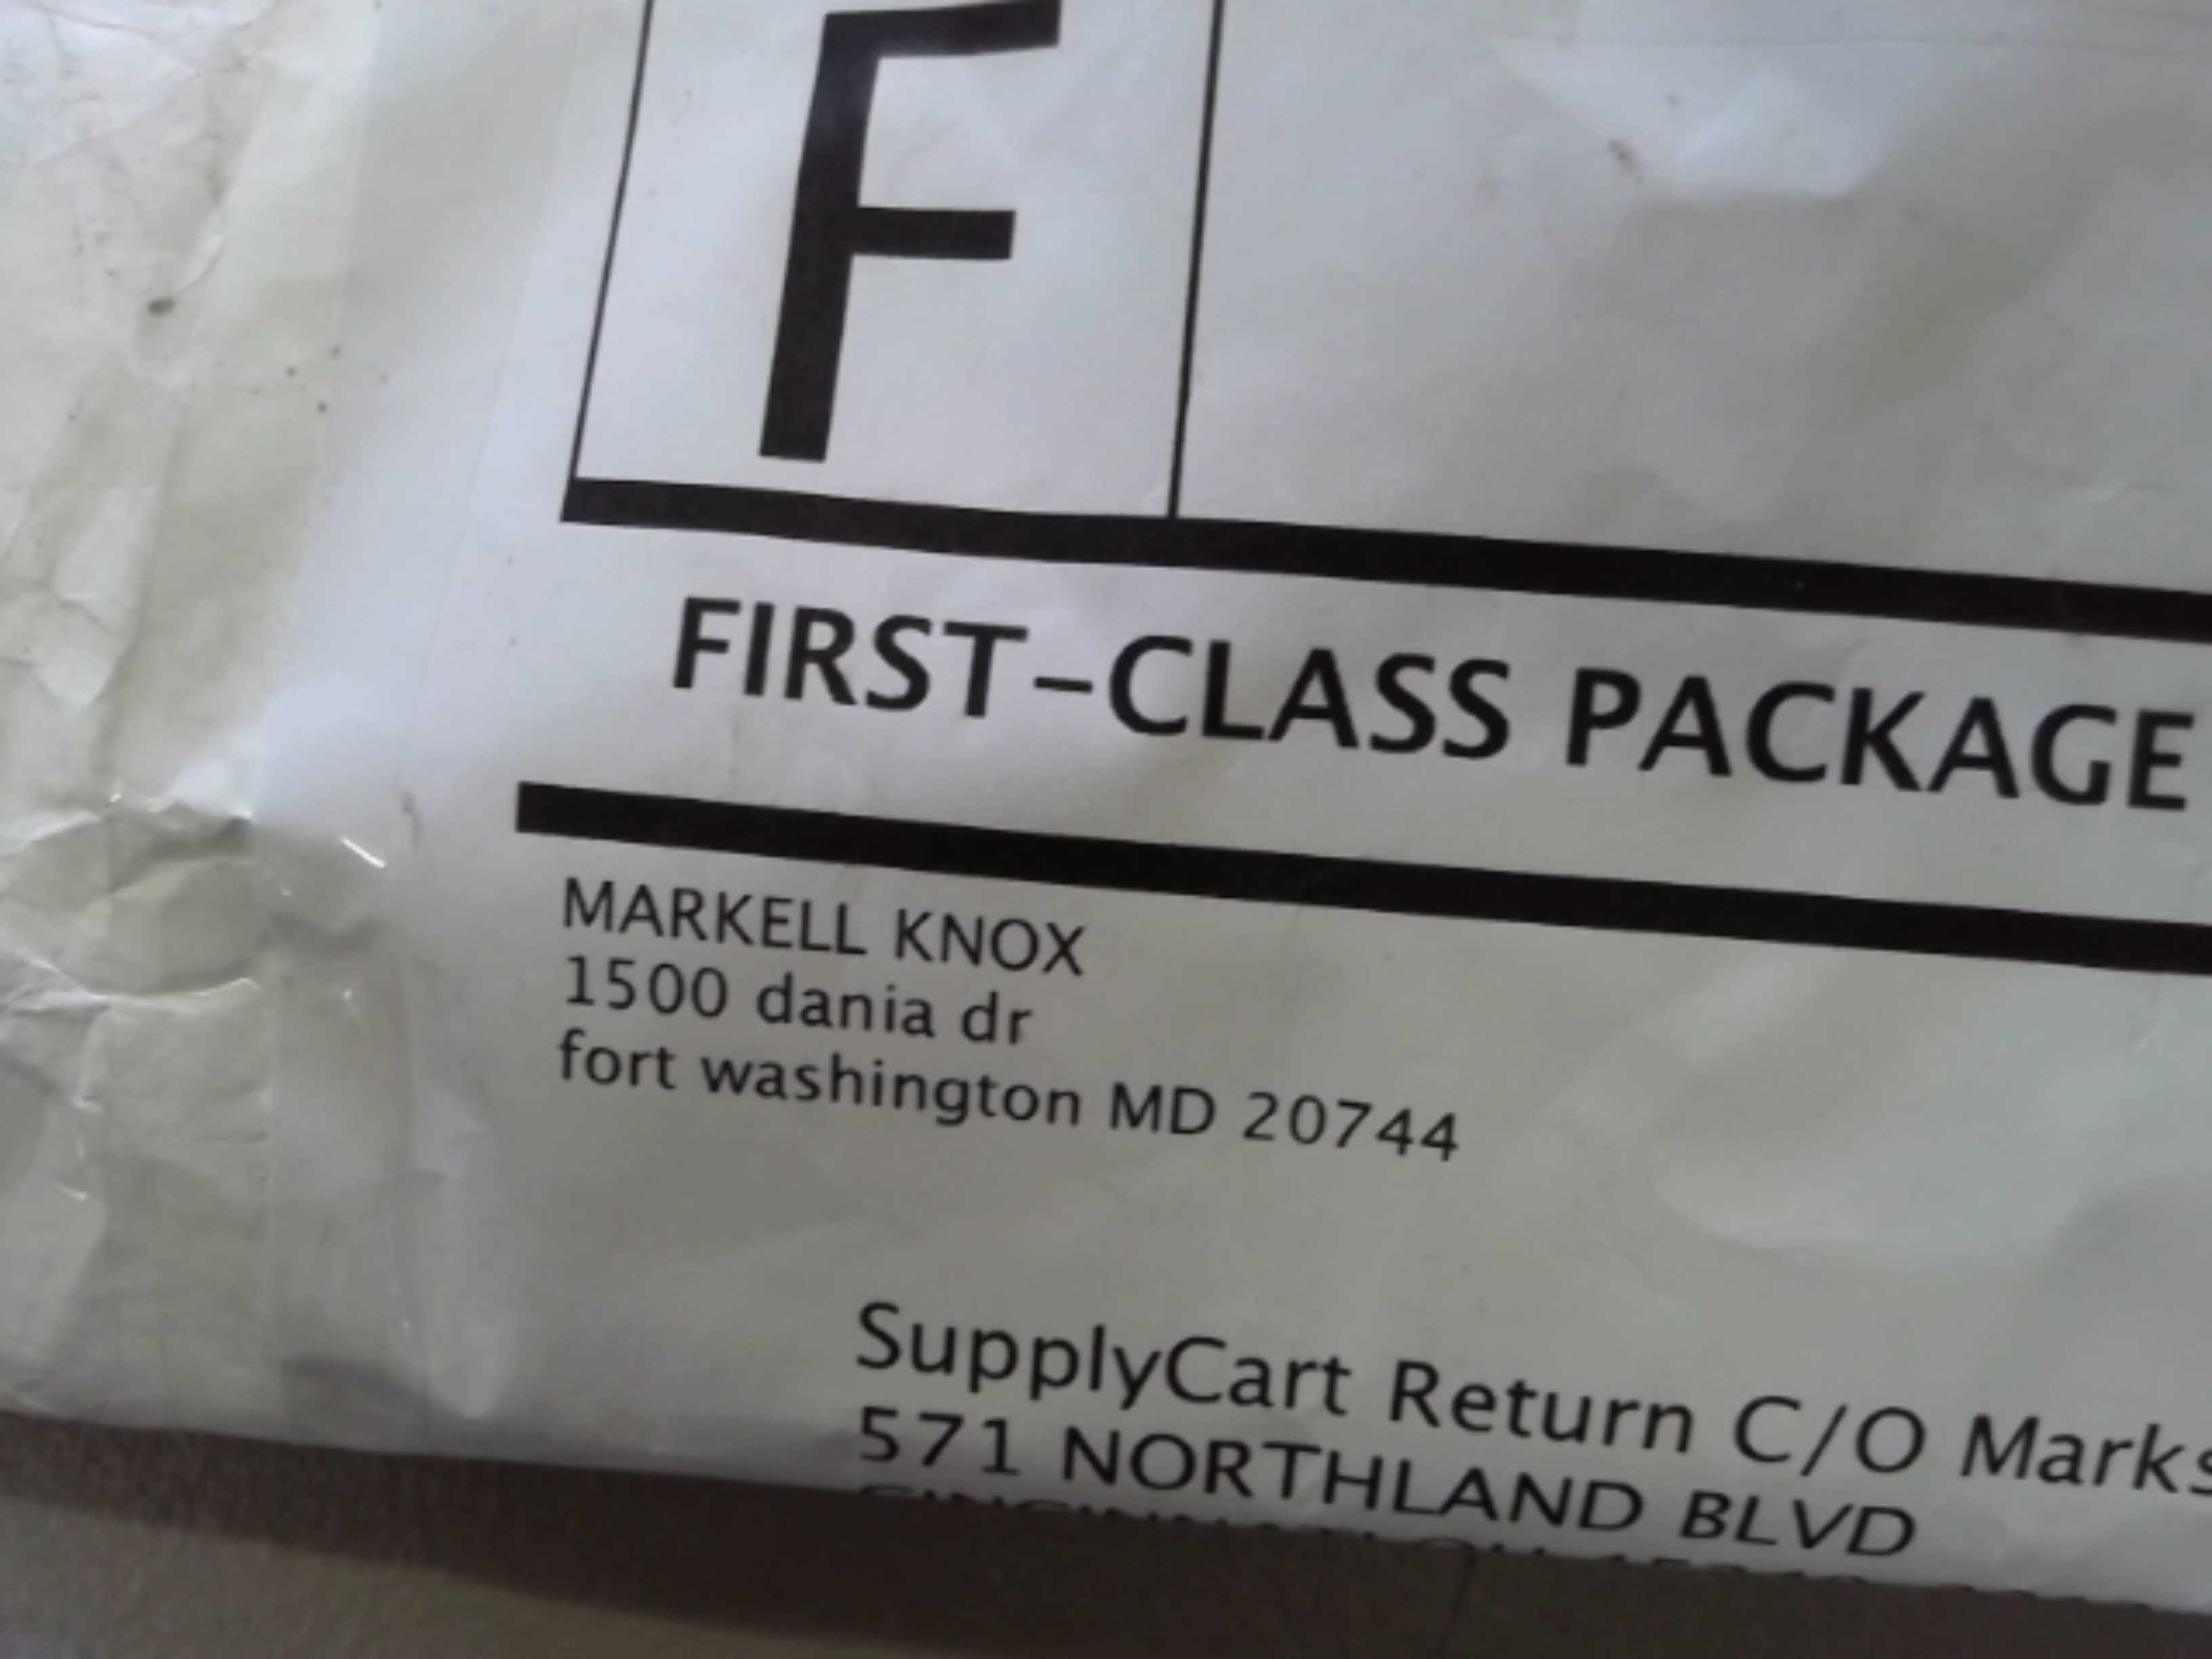 F
FIRST-CLASS PACKAGE
MARKELL KNOX
1500 dania dr
fort washington MD 20744
SupplyCart Return C/O Marks
571 NORTHLAND BLVD